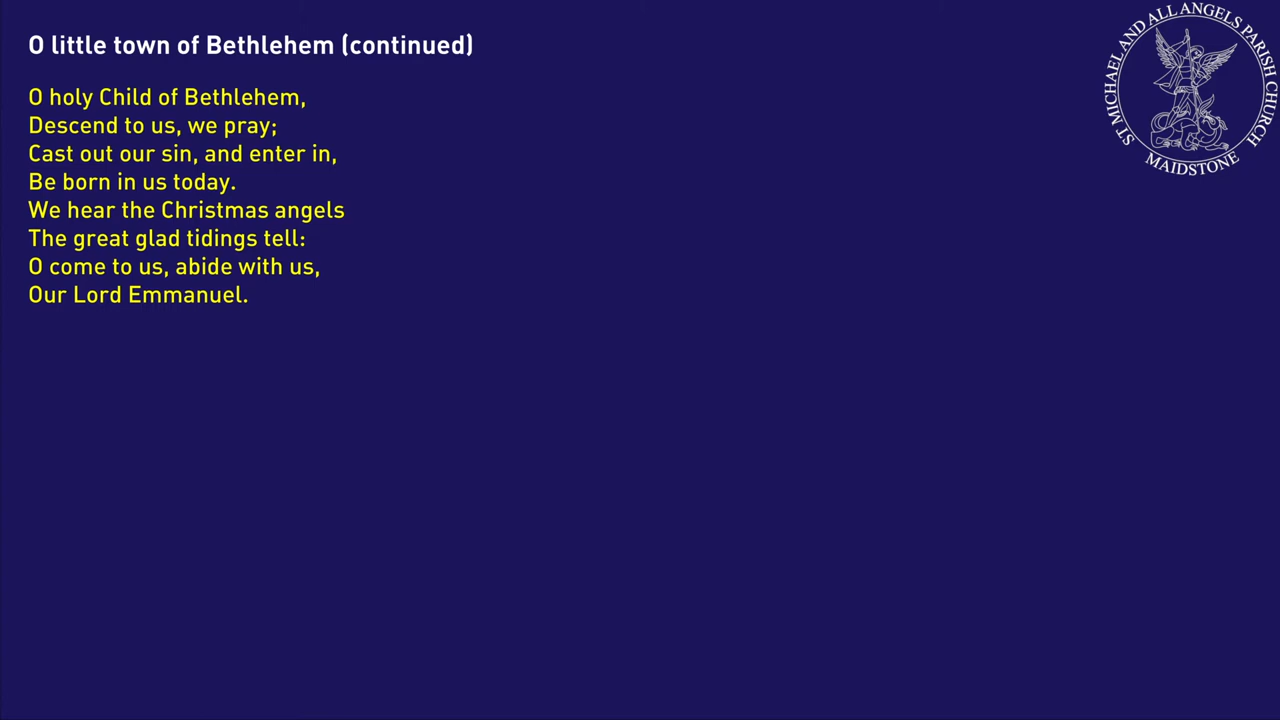 O little town of Bethlehem (continued)
O holy Child of Bethlehem,
Descend to us, we pray;
Cast out our sin, and enter in,
Be born in us today.
We hear the Christmas angels
The great glad tidings tell:
O come to us, abide with us,
Our Lord Emmanuel.
ST MICHAEL AND ALL ANGELS PARISH CHURCH
MAIDSTONE